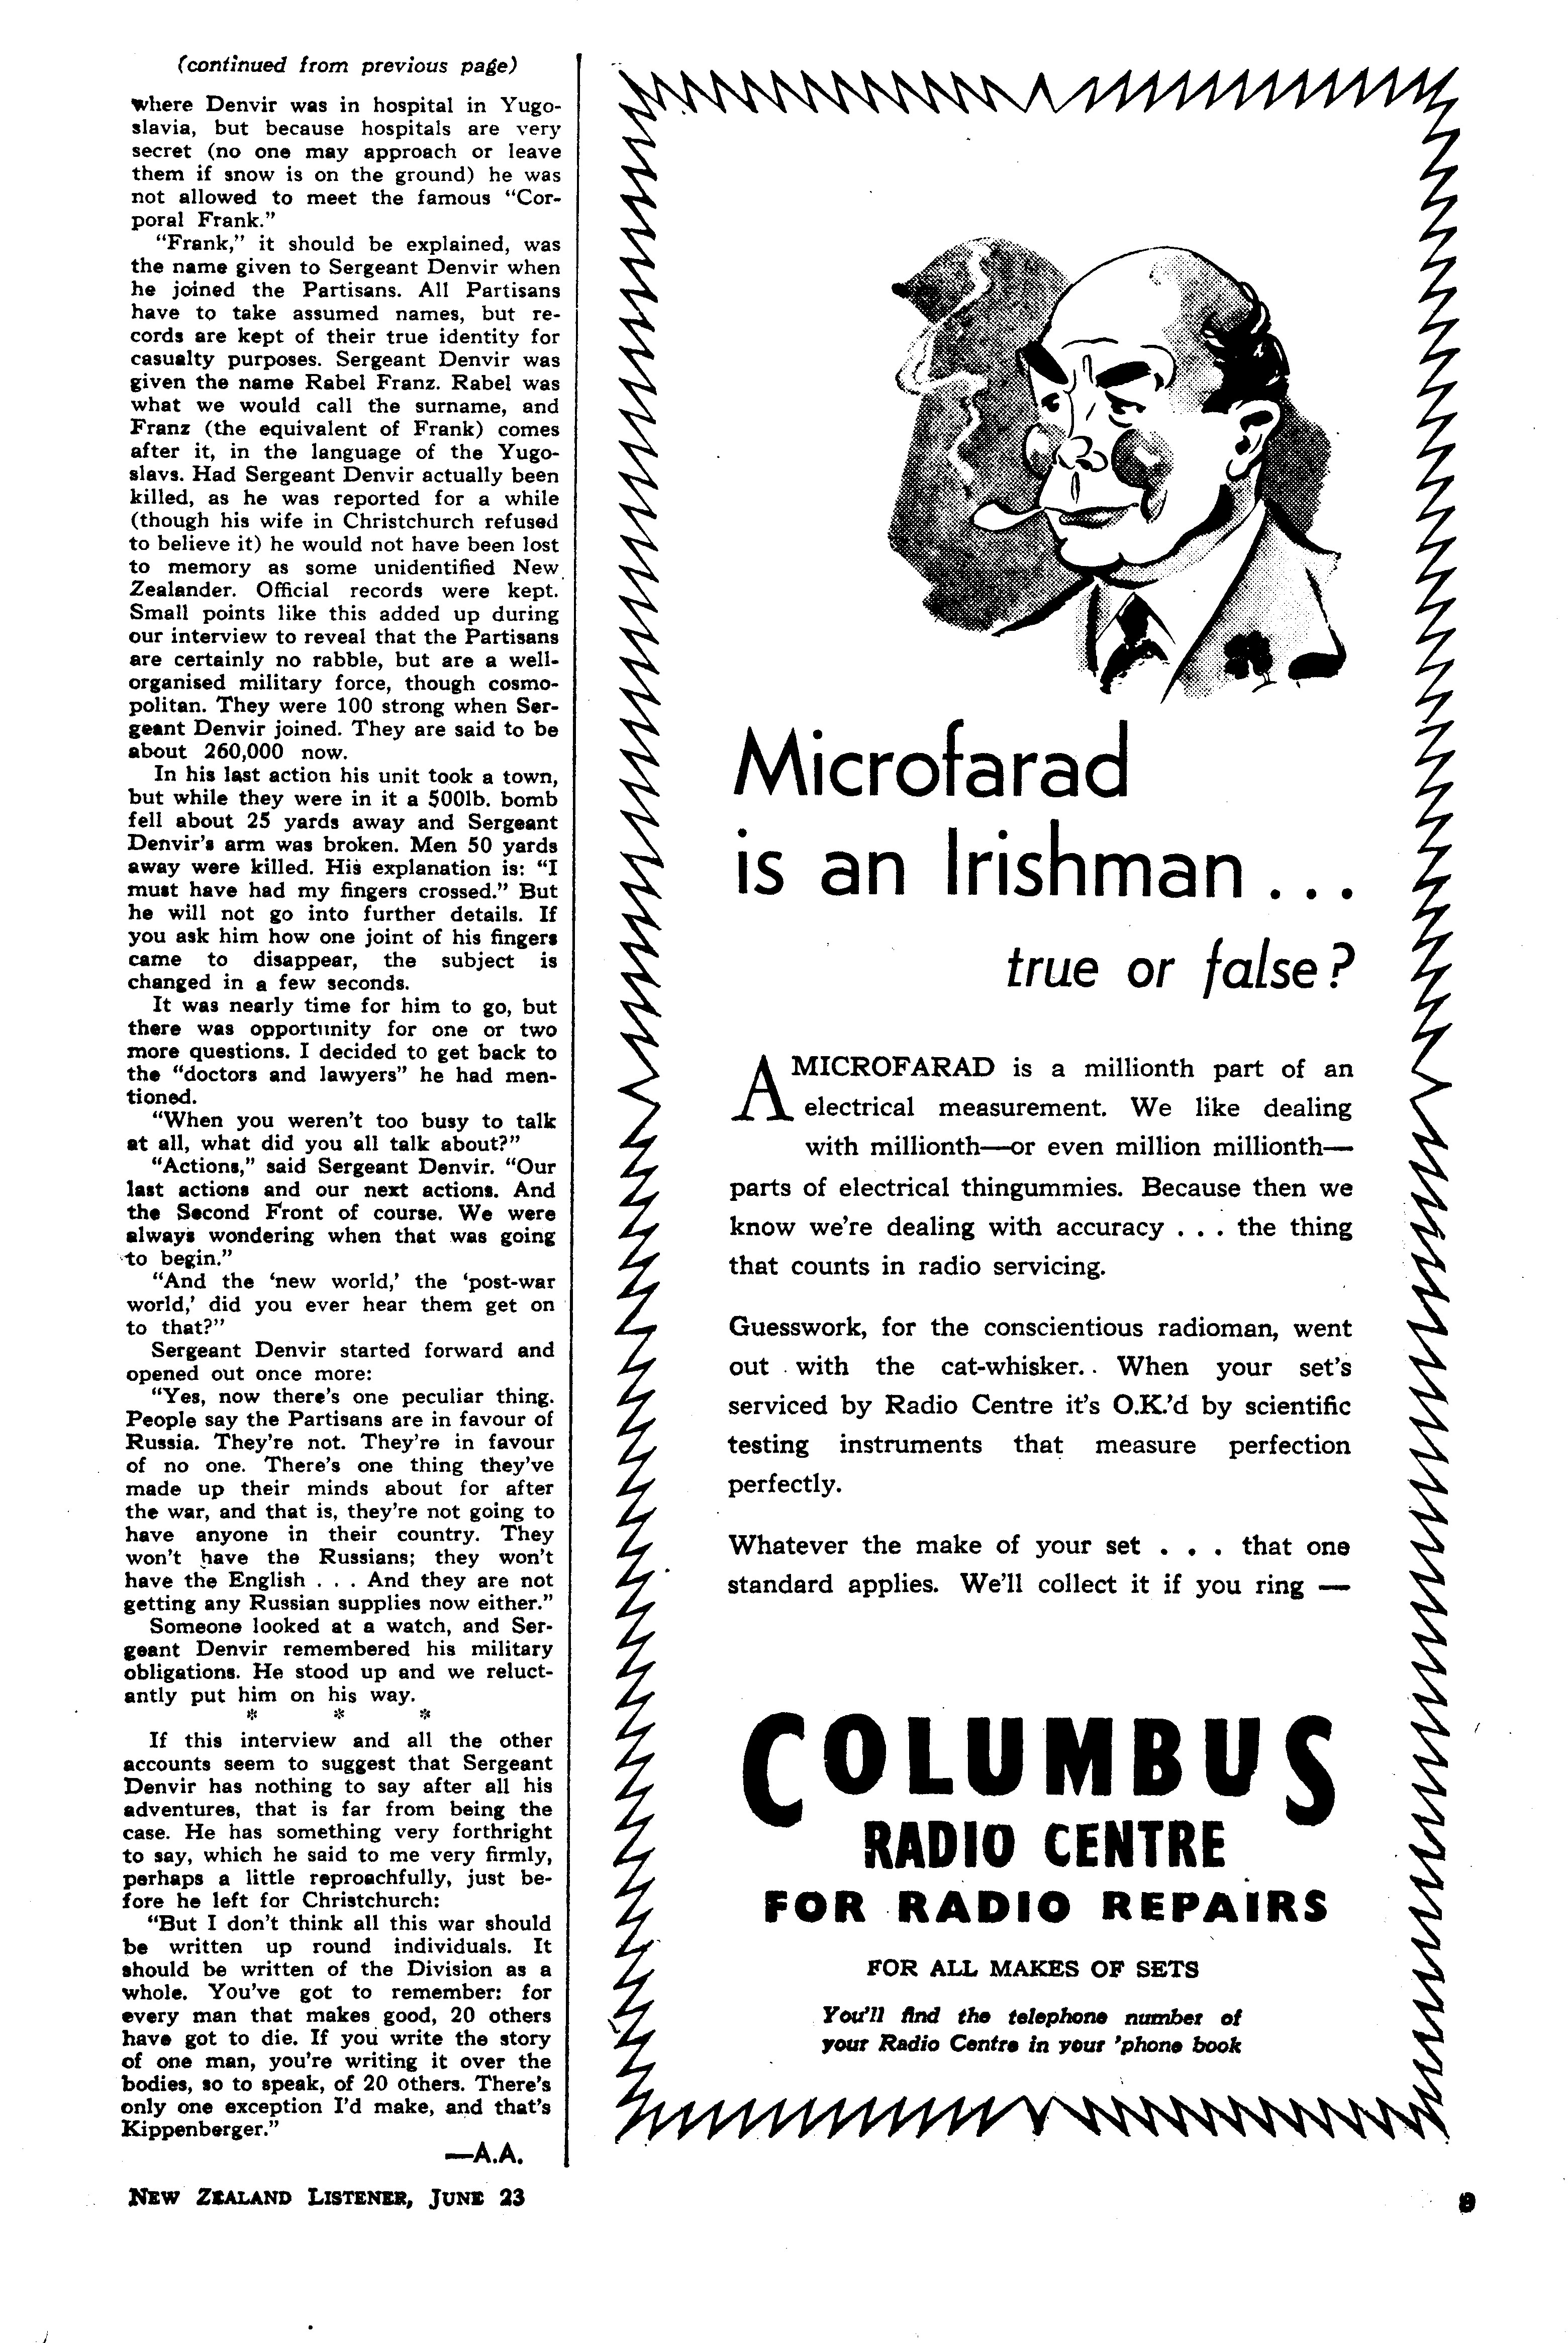 (continued from previous page)
where Denvir was in hospital in Yugo-
slavia, but because hospitals are very
secret (no one may approach or leave
them if snow is on the ground) he was
not allowed to meet the famous “Cor-
poral Frank.”
“Frank,” it should be explained, was
the name given to Sergeant Denvir when
he joined the Partisans. All Partisans
have to take assumed names, but re-
cords are kept of their true identity for
casualty purposes. Sergeant Denvir was
given the name Rabel Franz. Rabel was
what we would call the surname, and
Franz (the equivalent of Frank) comes
after it, in the language of the Yugo-
slavs. Had Sergeant Denvir actually been
killed, as he was reported for a while
(though his wife in Christchurch refused
to believe it) he would not have been lost
to memory as some unidentified New
Zealander. Official records were kept.
Small points like this added up during
our interview to reveal that the Partisans
are certainly no rabble, but are a well-
organised military force, though cosmo-
politan. They were 100 strong when Ser-
geant Denvir joined. They are said to be
about 260,000 now.
In his last action his unit took a town,
but while they were in it a 500lb. bomb
fell about 25 yards away and Sergeant
Denvir's arm was broken. Men 50 yards
away were killed. His explanation is: “I
must have had my fingers crossed.” But
he will not go into further details. If
you ask him how one joint of his fingers
came to disappear, the subject is
changed in a few seconds.
It was nearly time for him to go, but
there was opportunity for one or two
more questions. I decided to get back to
the “doctors and lawyers” he had men-
tioned.
“When you weren't too busy to talk
at all, what did you all talk about?”
“Actions,” said Sergeant Denvir. “Our
last actions and our next actions. And
the Second Front of course. We were
always wondering when that was going
to begin.”
“And the ‘new world,’ the ‘post-war
world,’ did you ever hear them get on
to that?”
Sergeant Denvir started forward and
opened out once more:
“Yes, now there's one peculiar thing.
People say the Partisans are in favour of
Russia. They're not. They're in favour
of no one. There's one thing they've
made up their minds about for after
the war, and that is, they're not going to
have anyone in their country. They
won't have the Russians; they won't
have the English . . . And they are not
getting any Russian supplies now either.”
Someone looked at a watch, and Ser-
geant Denvir remembered his military
obligations. He stood up and we reluct-
antly put him on his way.
* * *
If this interview and all the other
accounts seem to suggest that Sergeant
Denvir has nothing to say after all his
adventures, that is far from being the
case. He has something very forthright
to say, which he said to me very firmly,
perhaps a little reproachfully, just be-
fore he left for Christchurch:
“But I don't think all this war should
be written up round individuals. It
should be written of the Division as a
whole. You've got to remember: for
every man that makes good, 20 others
have got to die. If you write the story
of one man, you're writing it over the
bodies, so to speak, of 20 others. There's
only one exception I'd make, and that's
Kippenberger.”
—A.A.
Microfarad
is an Irishman . . .
true or false?
A MICROFARAD is a millionth part of an
electrical measurement. We like dealing
with millionth—or even million millionth—
parts of electrical thingummies. Because then we
know we're dealing with accuracy . . . the thing
that counts in radio servicing.
Guesswork, for the conscientious radioman, went
out with the cat-whisker. When your set's
serviced by Radio Centre it's O.K.'d by scientific
testing instruments that measure perfection
perfectly.
Whatever the make of your set . . . that one
standard applies. We'll collect it if you ring —
COLUMBUS
RADIO CENTRE
FOR RADIO REPAIRS
FOR ALL MAKES OF SETS
You'll find the telephone number of
your Radio Centre in your 'phone book
NEW ZEALAND LISTENER, JUNE 23